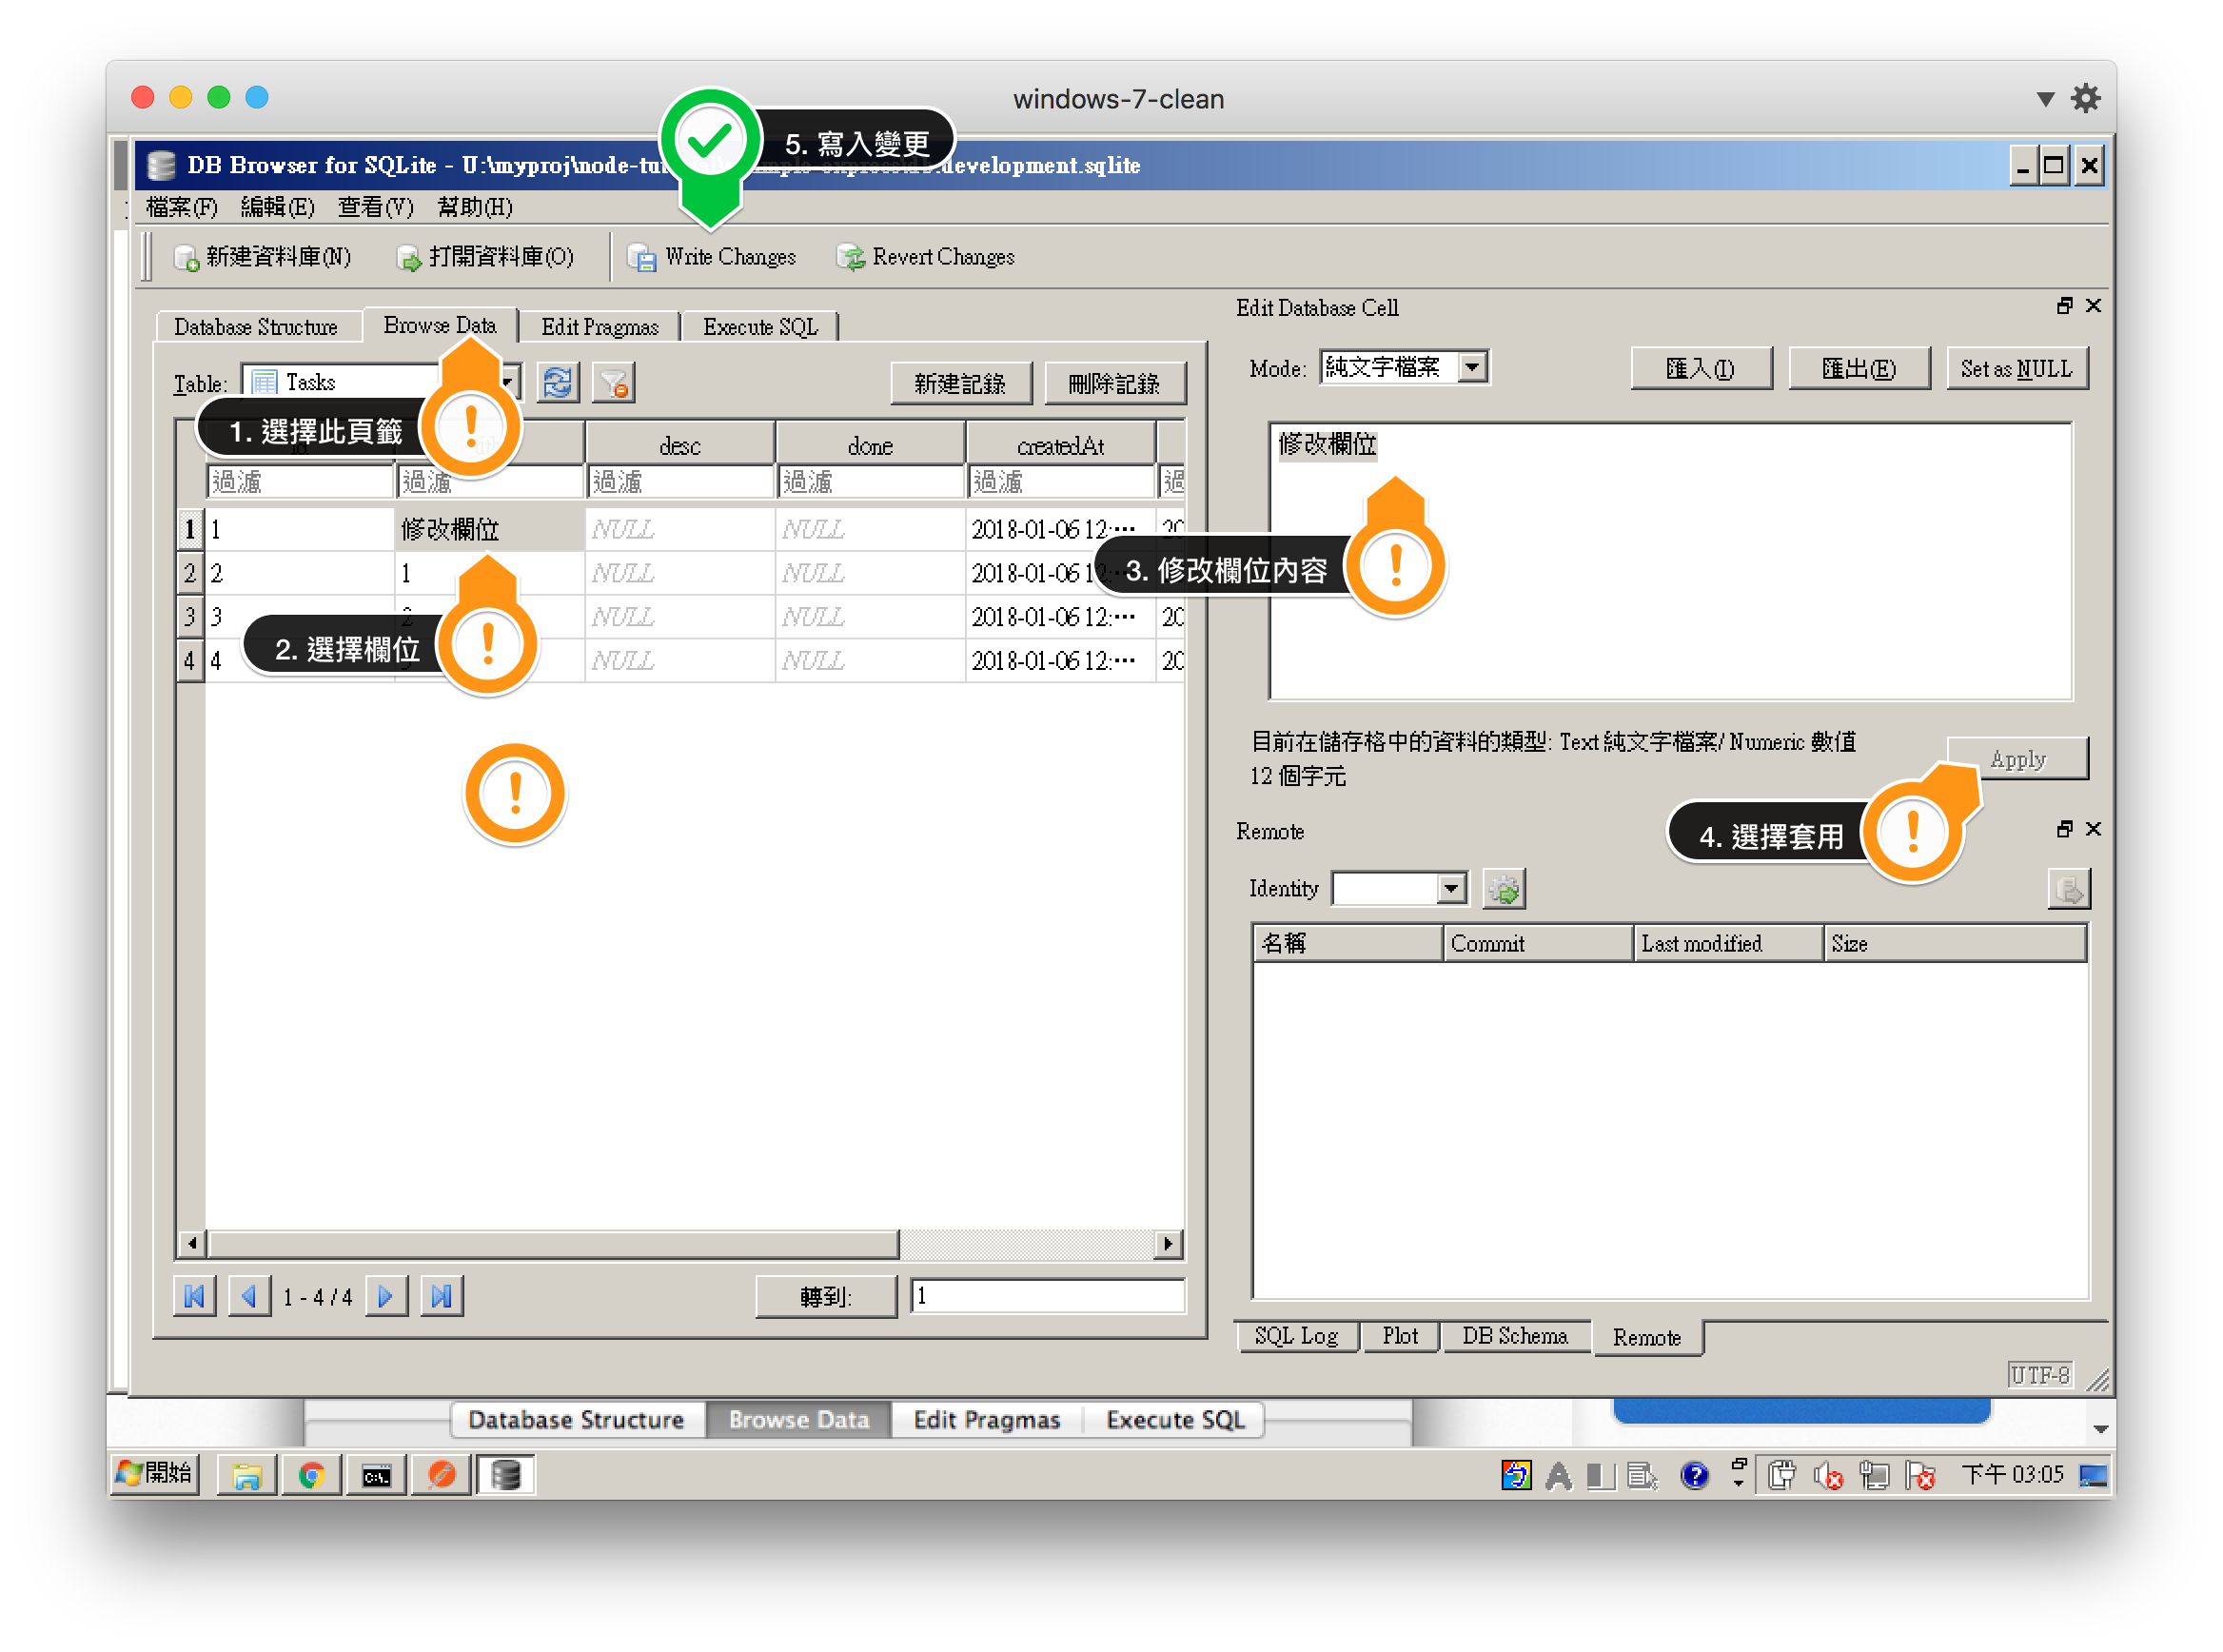 windows-7-clean
5. 寫入變更
DB Browser for SQLite - U:\myproj\node-tu
development.sqlite
檔案(F) 編輯(E) 查看(V) 幫助(H)
新建資料庫(N) 打開資料庫(O) Write Changes Revert Changes
Database Structure Browse Data Edit Pragmas Execute SQL
Table: Tasks
新建記錄 刪除記錄
1. 選擇此頁籤
desc done createdAt
過濾 過濾 過濾 過濾 過濾 過
1 1 修改欄位 NULL NULL 2018-01-06 12:… 20
2 2 1 NULL NULL 2018-01-06 12:…
3 3 2 NULL NULL 2018-01-06 12:… 20
4 4 NULL NULL 2018-01-06 12:… 20
2. 選擇欄位
1 - 4 / 4 轉到: 1
Edit Database Cell
Mode: 純文字檔案 匯入(I) 匯出(E) Set as NULL
修改欄位
3. 修改欄位內容
目前在儲存格中的資料的類型: Text 純文字檔案/ Numeric 數值
12 個字元
Apply
4. 選擇套用
Remote
Identity
名稱 Commit Last modified Size
SQL Log Plot DB Schema Remote
UTF-8
Database Structure Browse Data Edit Pragmas Execute SQL
開始 C:\. 下午 03:05